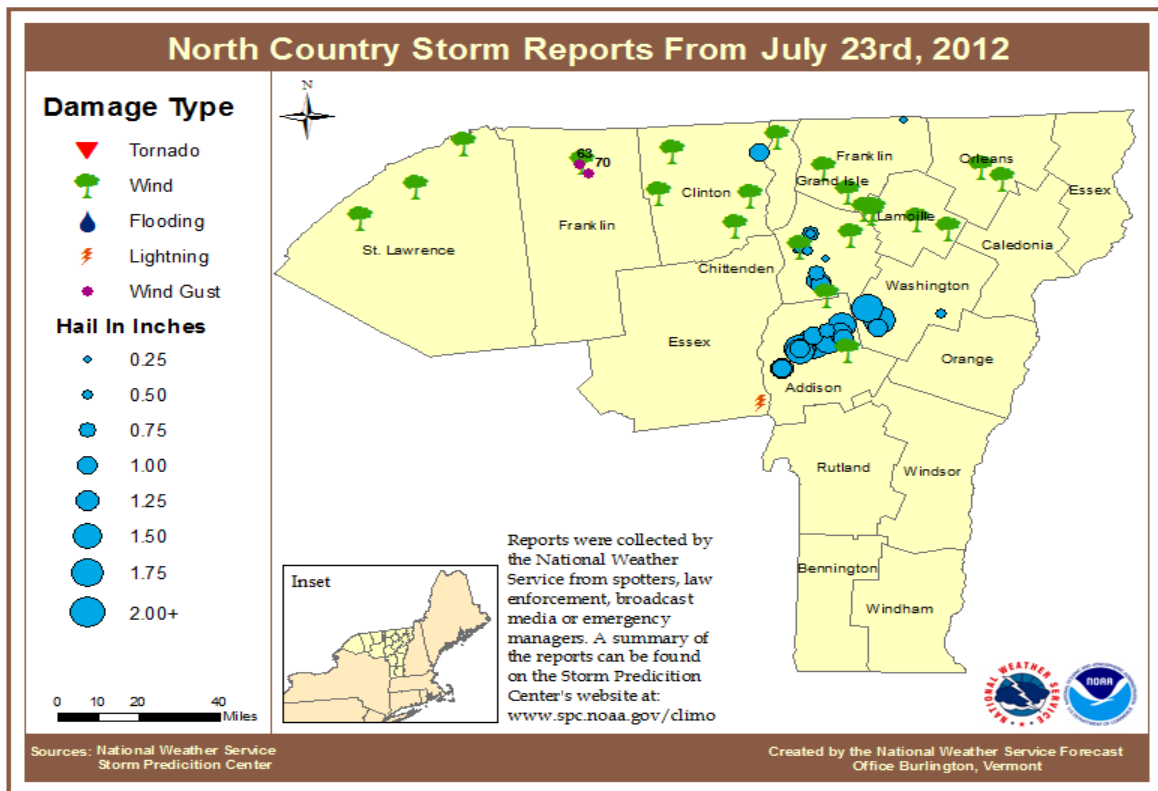 North Country Storm Reports From July 23rd, 2012
Damage Type
Tornado
Wind
Flooding
Lightning
Wind Gust
Hail In Inches
0.25
0.50
0.75
1.00
1.25
1.50
1.75
2.00+
0 10 20 40
Miles
N
63
70
St. Lawrence
Franklin
Clinton
Essex
Grand Isle
Franklin
Orleans
Essex
Lamoille
Caledonia
Chittenden
Washington
Addison
Orange
Rutland
Windsor
Bennington
Windham
Inset
Reports were collected by
the National Weather
Service from spotters, law
enforcement, broadcast
media or emergency
managers. A summary of
the reports can be found
on the Storm Predicition
Center's website at:
www.spc.noaa.gov/climo
NATIONAL WEATHER SERVICE
NOAA
Sources: National Weather Service
Storm Predicition Center
Created by the National Weather Service Forecast
Office Burlington, Vermont